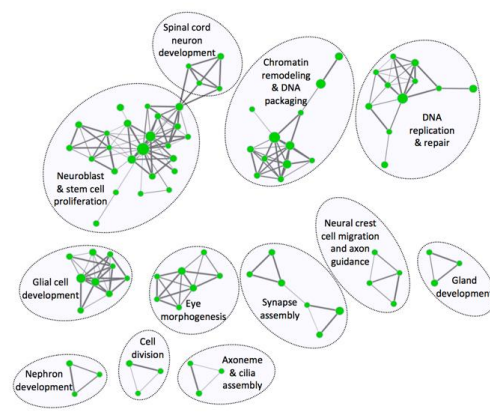 Spinal cord
neuron
development
Chromatin
remodeling & DNA
packaging
DNA
replication
& repair
Neuroblast
& stem cell
proliferation
Neural crest
cell migration
and axon
guidance
Glial cell
development
Eye
morphogenesis
Synapse
assembly
Gland
development
Cell
division
Nephron
development
Axoneme
& cilia
assembly